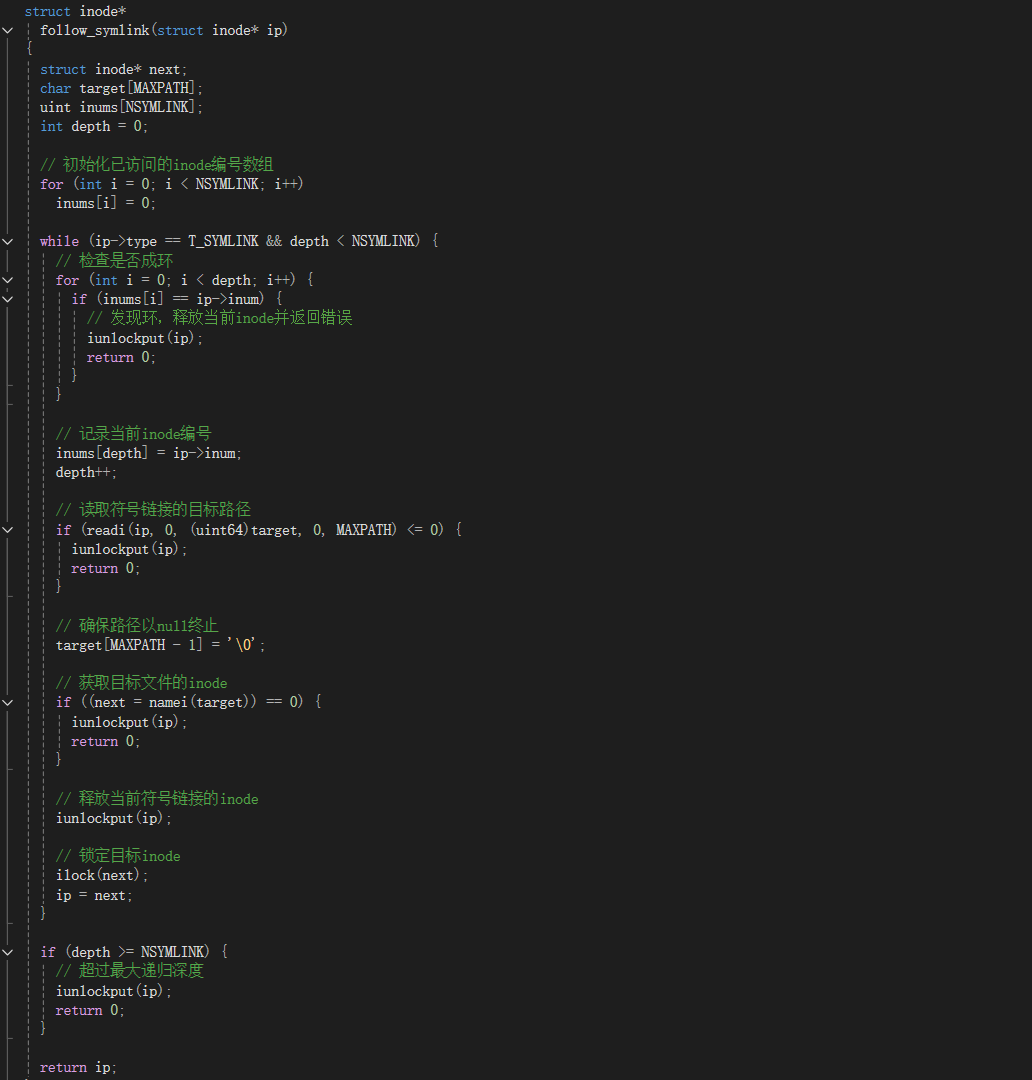 struct inode*
follow_symlink(struct inode* ip)
{
struct inode* next;
char target[MAXPATH];
uint inums[NSYMLINK];
int depth = 0;
// 初始化已访问的inode编号数组
for (int i = 0; i < NSYMLINK; i++)
inums[i] = 0;
while (ip->type == T_SYMLINK && depth < NSYMLINK) {
// 检查是否成环
for (int i = 0; i < depth; i++) {
if (inums[i] == ip->inum) {
// 发现环，释放当前inode并返回错误
iunlockput(ip);
return 0;
}
}
// 记录当前inode编号
inums[depth] = ip->inum;
depth++;
// 读取符号链接的目标路径
if (readi(ip, 0, (uint64)target, 0, MAXPATH) <= 0) {
iunlockput(ip);
return 0;
}
// 确保路径以null终止
target[MAXPATH - 1] = '\0';
// 获取目标文件的inode
if ((next = namei(target)) == 0) {
iunlockput(ip);
return 0;
}
// 释放当前符号链接的inode
iunlockput(ip);
// 锁定目标inode
ilock(next);
ip = next;
}
if (depth >= NSYMLINK) {
// 超过最大递归深度
iunlockput(ip);
return 0;
}
return ip;